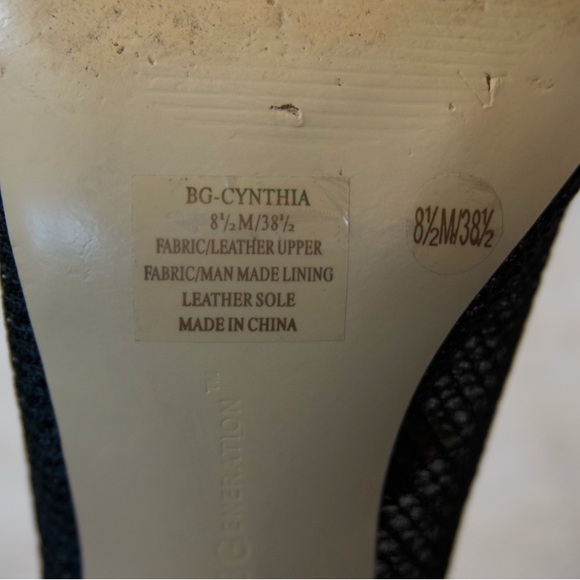 BG-CYNTHIA
8½M/38½
FABRIC/LEATHER UPPER
FABRIC/MAN MADE LINING
LEATHER SOLE
MADE IN CHINA
8½M/38½
BGENERATION™